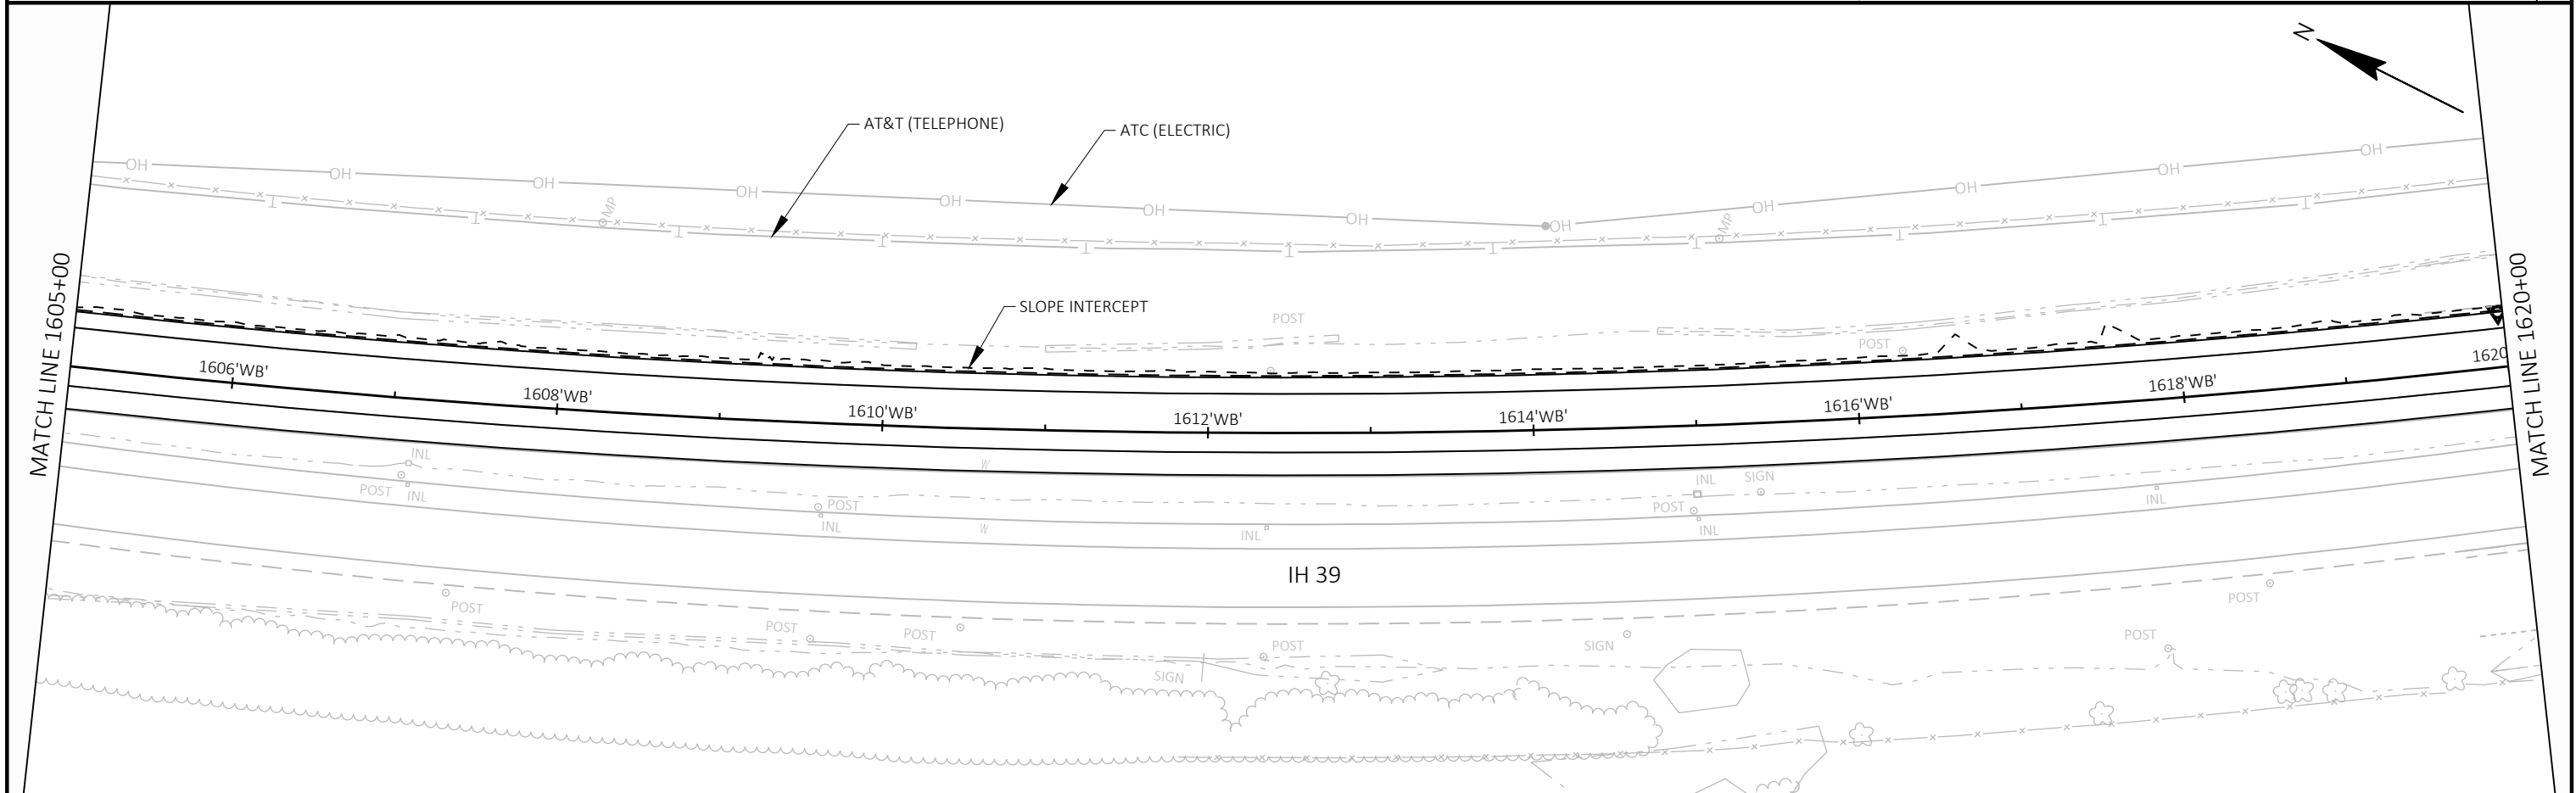 N
AT&T (TELEPHONE)
ATC (ELECTRIC)
OH
OH
OH
OH
OH
OH
OH
OH
OH
OH
OH
OH
MP
MP
T
T
T
T
T
T
T
T
T
T
T
MATCH LINE 1605+00
MATCH LINE 1620+00
SLOPE INTERCEPT
POST
POST
1606'WB'
1608'WB'
1610'WB'
1612'WB'
1614'WB'
1616'WB'
1618'WB'
1620
INL
POST
INL
W
POST
INL
W
INL
INL
SIGN
POST
INL
INL
IH 39
POST
POST
POST
POST
SIGN
SIGN
POST
POST